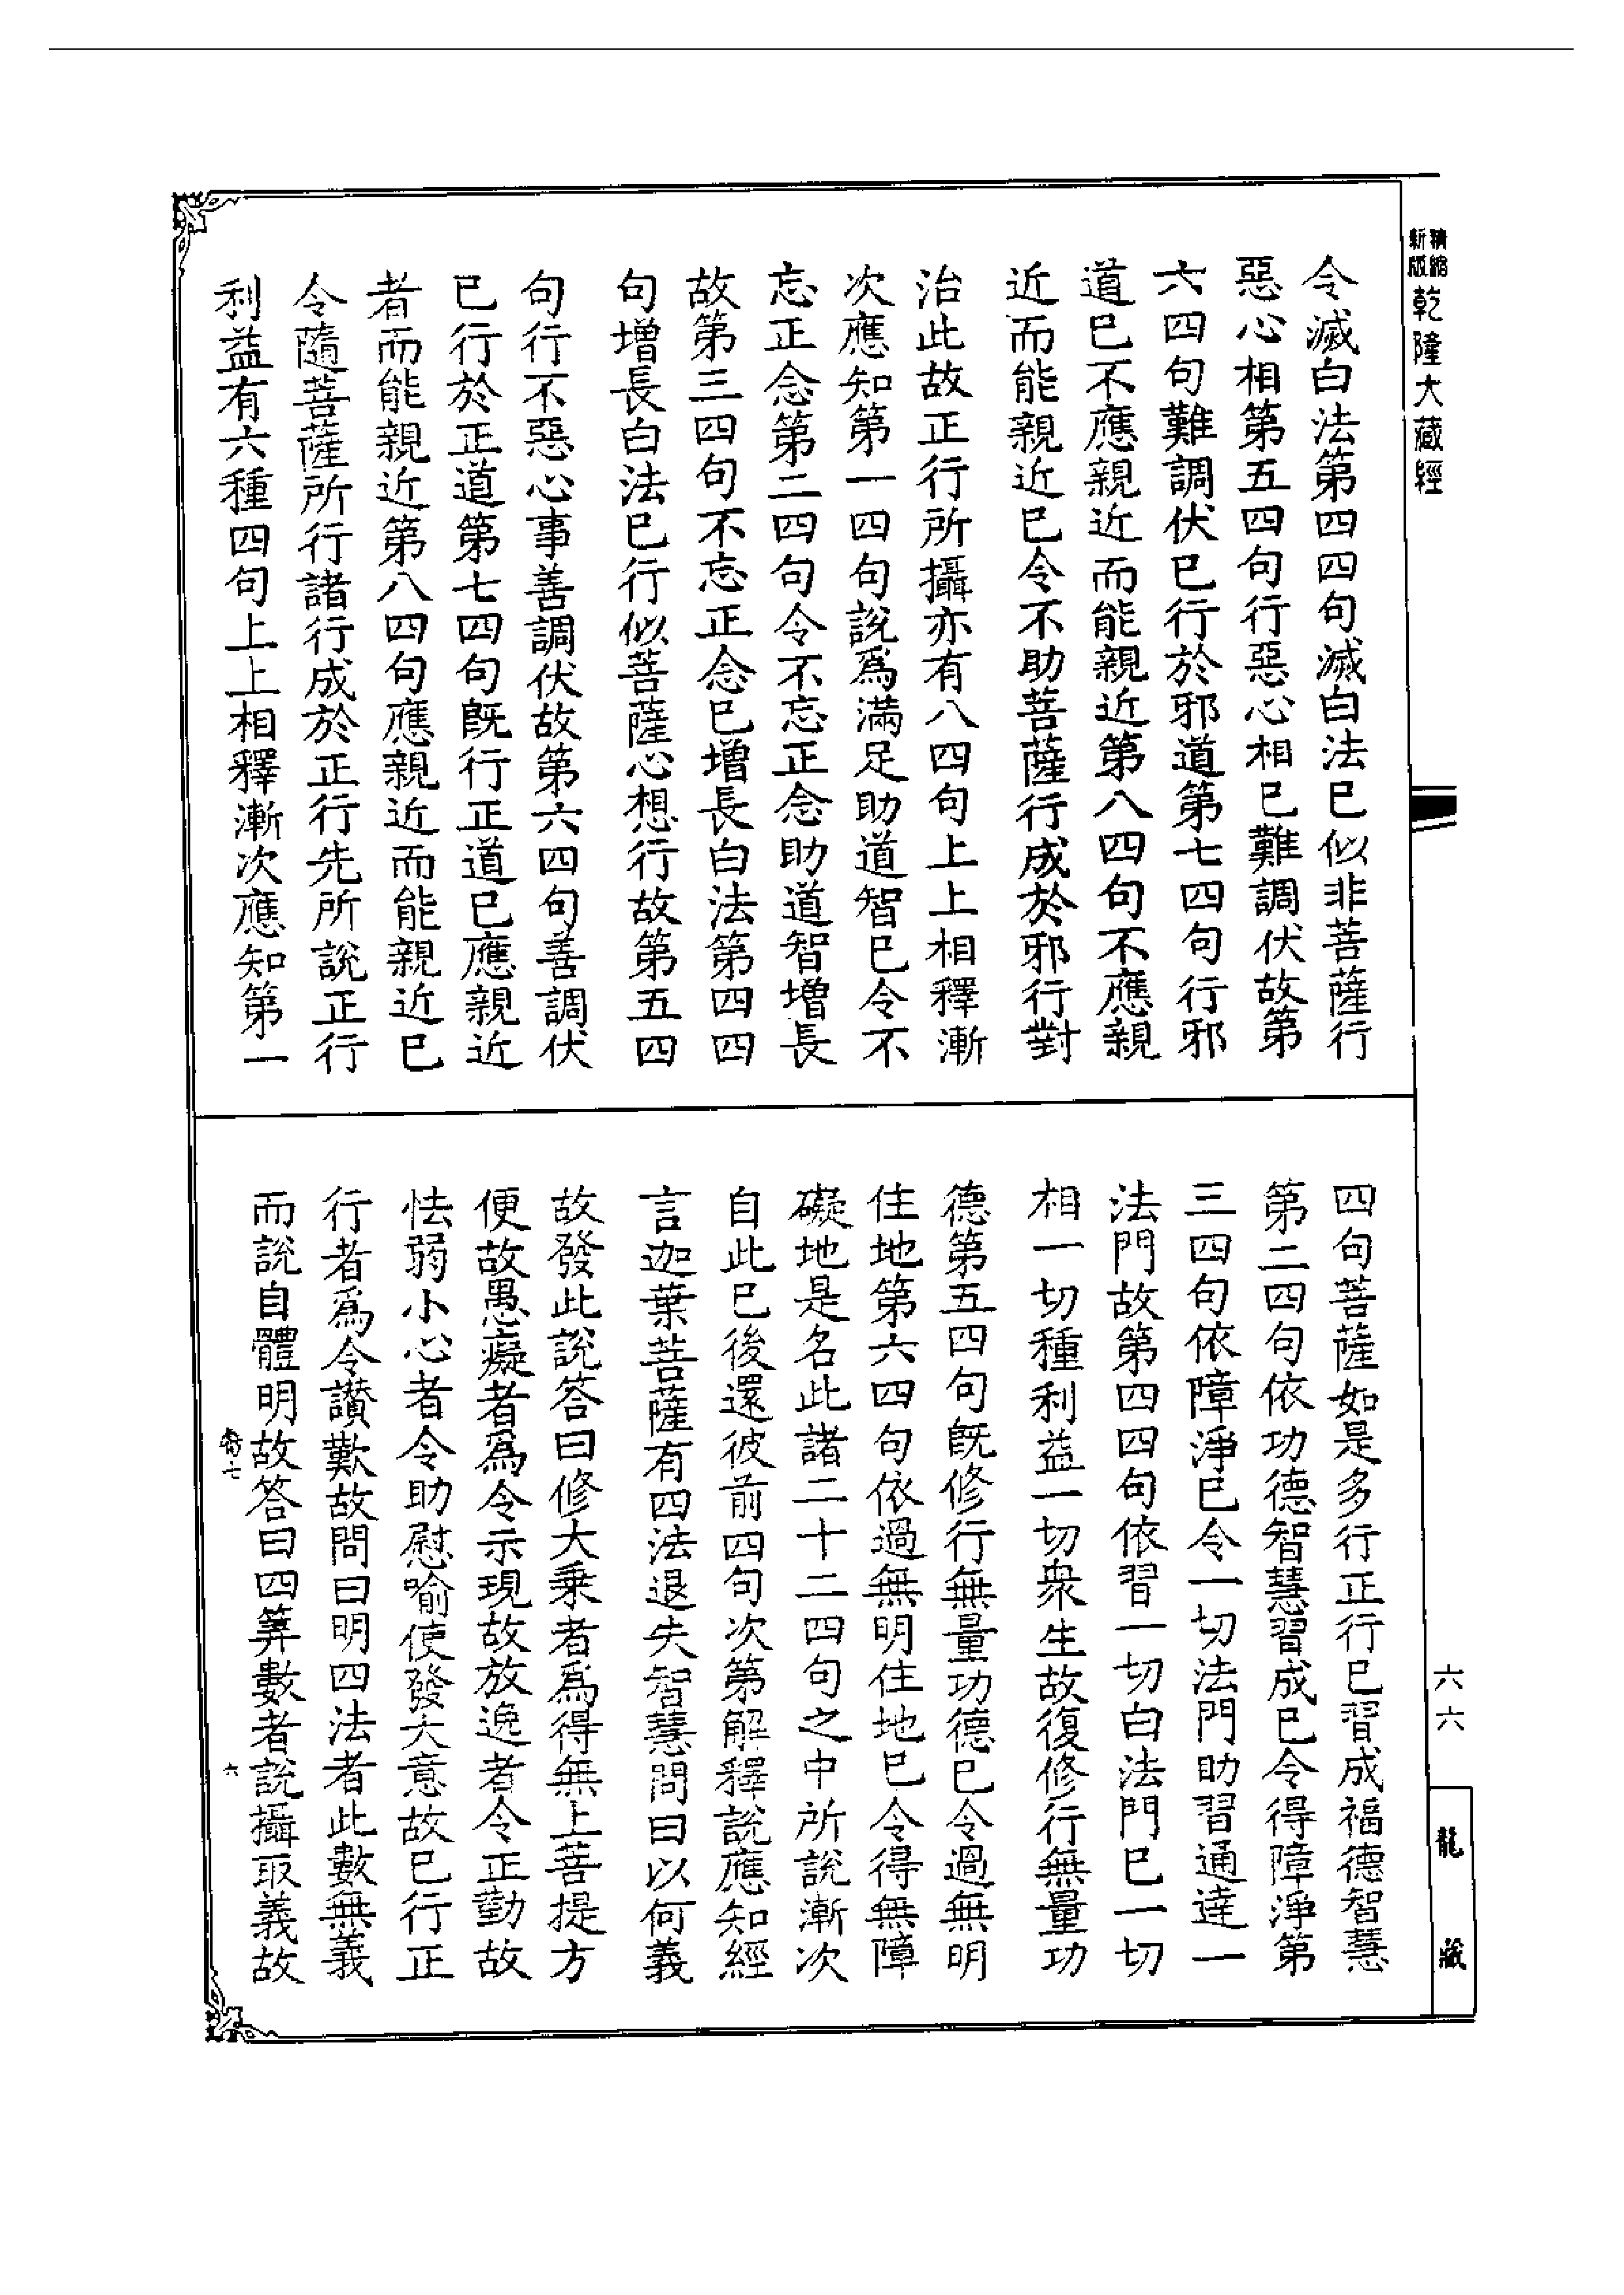 精縮新版乾隆大藏經
令滅白法第四四句滅白法已似非菩薩行
惡心相第五四句行惡心相已難調伏故第
六四句難調伏已行於邪道第七四句行邪
道已不應親近而能親近第八四句不應親
近而能親近已令不助菩薩行成於邪行對
治此故正行所攝亦有八四句上上相釋漸
次應知第一四句說爲滿足助道智已令不
忘正念第二四句令不忘正念助道智增長
故第三四句不忘正念已增長白法第四四
句增長白法已行似菩薩心想行故第五四
句行不惡心事善調伏故第六四句善調伏
已行於正道第七四句旣行正道已應親近
者而能親近第八四句應親近而能親近已
令隨菩薩所行諸行成於正行先所說正行
利益有六種四句上上相釋漸次應知第一
四句菩薩如是多行正行已習成福德智慧
第二四句依功德智慧習成已令得障淨第
三四句依障淨已令一切法門助習通達一
法門故第四四句依習一切白法門已一切
相一切種利益一切衆生故復修行無量功
德第五四句旣修行無量功德已令過無明
住地第六四句依過無明住地已令得無障
礙地是名此諸二十二四句之中所說漸次
自此已後還彼前四句次第解釋說應知經
言迦葉菩薩有四法退失智慧問曰以何義
故發此說答曰修大乘者爲得無上菩提方
便故愚癡者爲令示現故放逸者令正勤故
怯弱小心者令助慰喻使發大意故已行正
行者爲令讚歎故問曰明四法者此數無義
而說自體明故答曰四筭數者說攝取義故
六六
龍藏
七
六